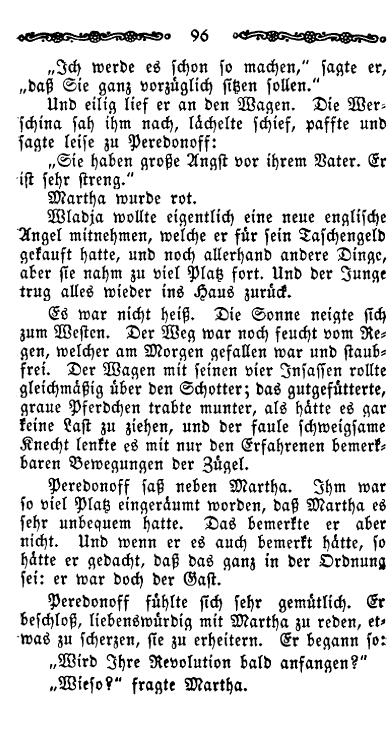 96
„Ich werde es schon so machen,“ sagte er,
„daß Sie ganz vorzüglich sitzen sollen.“
Und eilig lief er an den Wagen. Die Wer-
schina sah ihm nach, lächelte schief, paffte und
sagte leise zu Peredonoff:
„Sie haben große Angst vor ihrem Vater. Er
ist sehr streng.“
Martha wurde rot.
Wladja wollte eigentlich eine neue englische
Angel mitnehmen, welche er für sein Taschengeld
gekauft hatte, und noch allerhand andere Dinge,
aber sie nahm zu viel Platz fort. Und der Junge
trug alles wieder ins Haus zurück.
Es war nicht heiß. Die Sonne neigte sich
zum Westen. Der Weg war noch feucht vom Re-
gen, welcher am Morgen gefallen war und staub-
frei. Der Wagen mit seinen vier Insassen rollte
gleichmäßig über den Schotter; das gutgefütterte,
graue Pferdchen trabte munter, als hätte es gar
keine Last zu ziehen, und der faule schweigsame
Knecht lenkte es mit nur den Erfahrenen bemerk-
baren Bewegungen der Zügel.
Peredonoff saß neben Martha. Ihm war
so viel Platz eingeräumt worden, daß Martha es
sehr unbequem hatte. Das bemerkte er aber
nicht. Und wenn er es auch bemerkt hätte, so
hätte er gedacht, daß das ganz in der Ordnung
sei: er war doch der Gast.
Peredonoff fühlte sich sehr gemütlich. Er
beschloß, liebenswürdig mit Martha zu reden, et-
was zu scherzen, sie zu erheitern. Er begann so:
„Wird Ihre Revolution bald anfangen?“
„Wieso?“ fragte Martha.